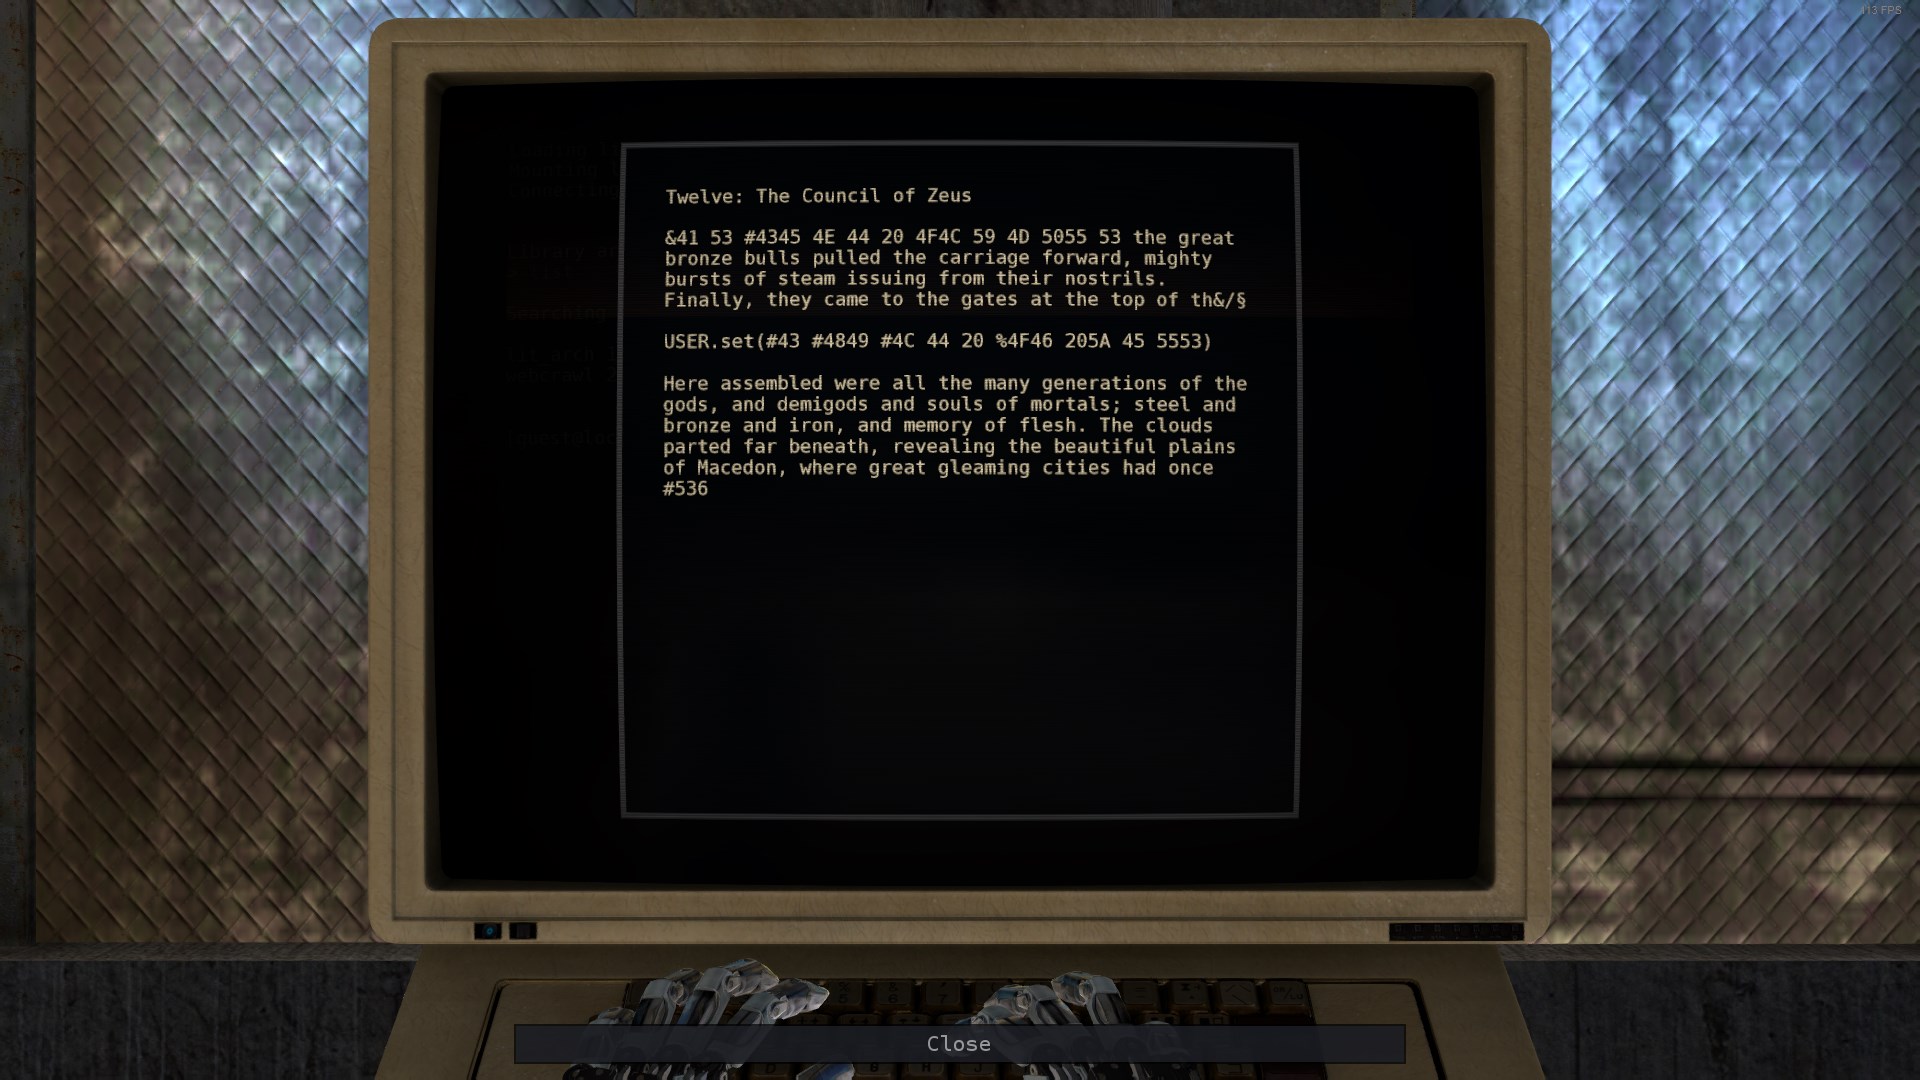 113 FPS
Twelve: The Council of Zeus
&41 53 #4345 4E 44 20 4F4C 59 4D 5055 53 the great
bronze bulls pulled the carriage forward, mighty
bursts of steam issuing from their nostrils.
Finally, they came to the gates at the top of th&/§
USER.set(#43 #4849 #4C 44 20 %4F46 205A 45 5553)
Here assembled were all the many generations of the
gods, and demigods and souls of mortals; steel and
bronze and iron, and memory of flesh. The clouds
parted far beneath, revealing the beautiful plains
of Macedon, where great gleaming cities had once
#536
Close